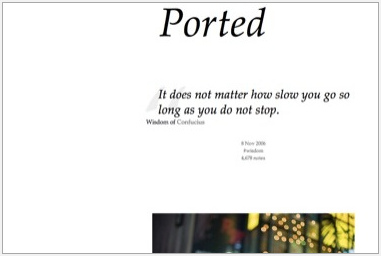 Ported
It does not matter how slow you go so
long as you do not stop.
Wisdom of Confucius
8 Nov 2006
#wisdom
4,679 notes